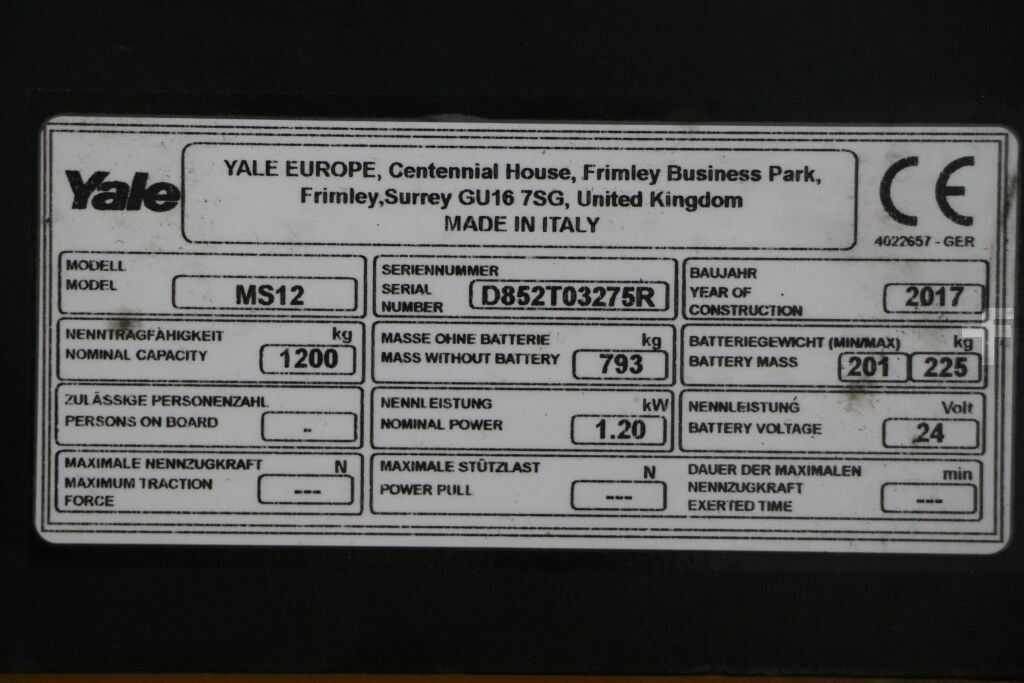 Yale
YALE EUROPE, Centennial House, Frimley Business Park,
Frimley,Surrey GU16 7SG, United Kingdom
MADE IN ITALY
CE
4022657 - GER
MODELL
MODEL
MS12
SERIENNUMMER
SERIAL
NUMBER
D852T03275R
BAUJAHR
YEAR OF
CONSTRUCTION
2017
NENNTRAGFÄHIGKEIT kg
NOMINAL CAPACITY 1200
MASSE OHNE BATTERIE kg
MASS WITHOUT BATTERY 793
BATTERIEGEWICHT (MIN/MAX) kg
BATTERY MASS 201 225
ZULÄSSIGE PERSONENZAHL
PERSONS ON BOARD -
NENNLEISTUNG kW
NOMINAL POWER 1.20
NENNLEISTUNG Volt
BATTERY VOLTAGE 24
MAXIMALE NENNZUGKRAFT N
MAXIMUM TRACTION
FORCE ---
MAXIMALE STÜTZLAST N
POWER PULL ---
DAUER DER MAXIMALEN min
NENNZUGKRAFT
EXERTED TIME ---